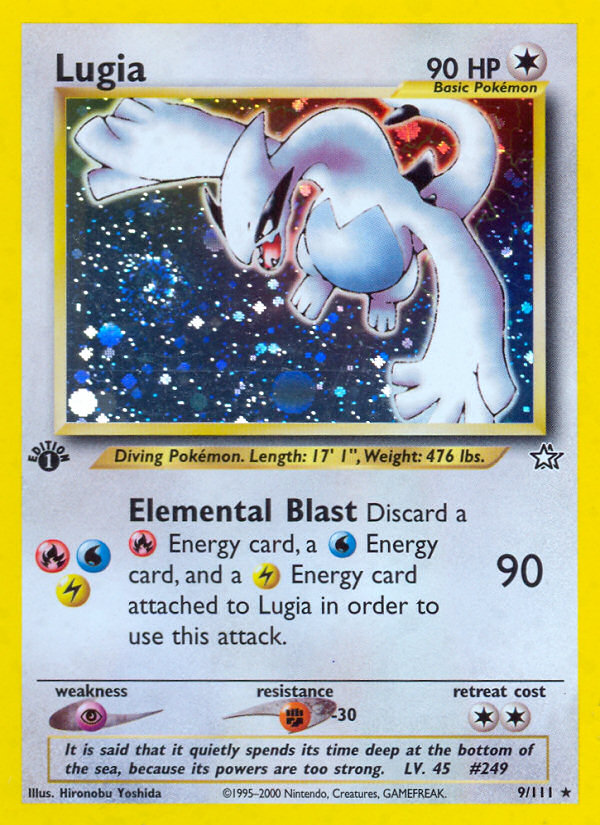 Lugia
90 HP
Basic Pokémon
Diving Pokémon. Length: 17' 1", Weight: 476 lbs.
EDITION
1
Elemental Blast Discard a
Energy card, a Energy
card, and a Energy card
attached to Lugia in order to
use this attack.
90
weakness
resistance
retreat cost
-30
It is said that it quietly spends its time deep at the bottom of
the sea, because its powers are too strong. LV. 45 #249
Illus. Hironobu Yoshida
©1995-2000 Nintendo, Creatures, GAMEFREAK.
9/111 ★